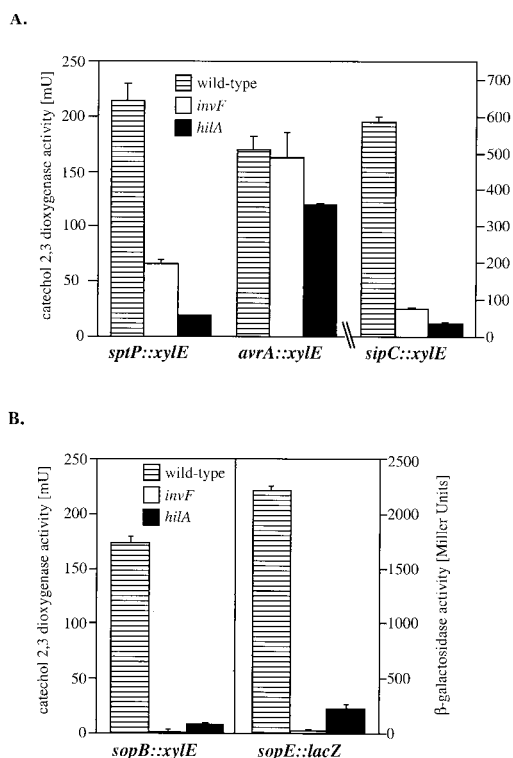 A.
catechol 2,3 dioxygenase activity [mU]
250
200
150
100
50
0
wild-type
invF
hilA
700
600
500
400
300
200
100
0
sptP::xylE
avrA::xylE
sipC::xylE
B.
catechol 2,3 dioxygenase activity [mU]
250
200
150
100
50
0
wild-type
invF
hilA
2500
2000
1500
1000
500
0
β-galactosidase activity [Miller Units]
sopB::xylE
sopE::lacZ